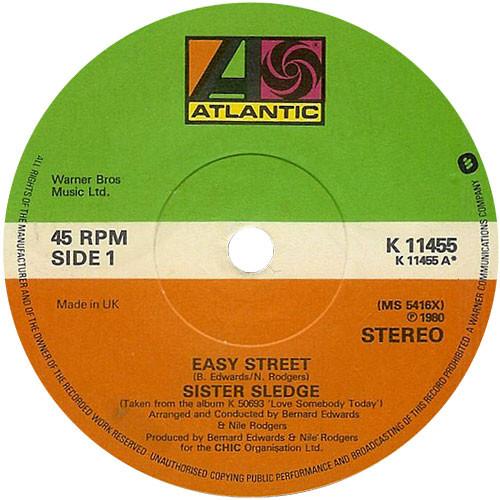 ATLANTIC
Warner Bros
Music Ltd.
45 RPM
SIDE 1
K 11455
K 11455 A*
Made in UK
(MS 5416X)
℗ 1980
STEREO
EASY STREET
(B. Edwards/N. Rodgers)
SISTER SLEDGE
(Taken from the album K 50693 'Love Somebody Today')
Arranged and Conducted by Bernard Edwards
& Nile Rodgers
Produced by Bernard Edwards & Nile Rodgers
for the CHIC Organisation Ltd.
ALL RIGHTS OF THE MANUFACTURER AND OF THE OWNER OF THE RECORDED WORK RESERVED. UNAUTHORISED COPYING PUBLIC PERFORMANCE AND BROADCASTING OF THIS RECORD PROHIBITED. A WARNER COMMUNICATIONS COMPANY